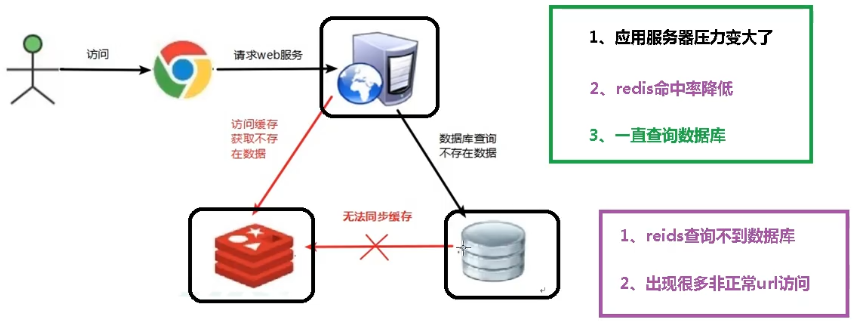 访问
请求web服务
访问缓存
获取不存
在数据
数据库查询
不存在数据
无法同步缓存
1、应用服务器压力变大了
2、redis命中率降低
3、一直查询数据库
1、reids查询不到数据库
2、出现很多非正常url访问